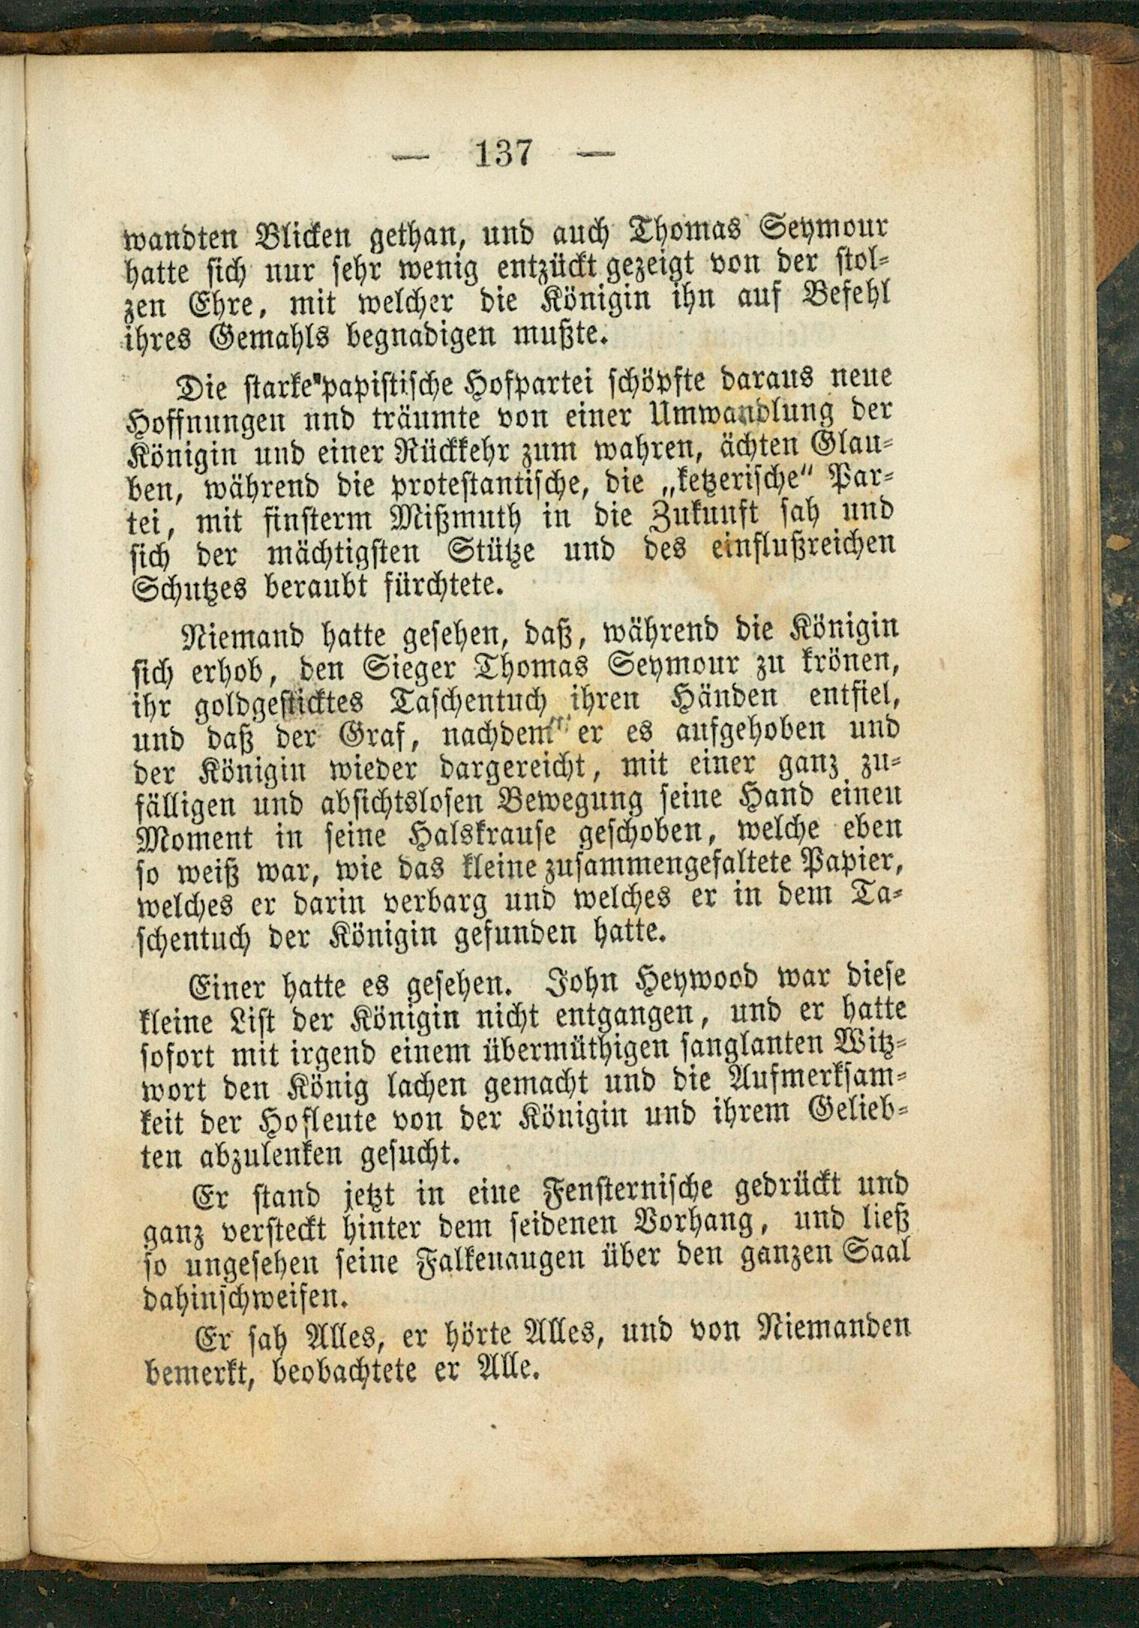 — 137 —
wandten Blicken gethan, und auch Thomas Seymour
hatte sich nur sehr wenig entzückt gezeigt von der stol-
zen Ehre, mit welcher die Königin ihn auf Befehl
ihres Gemahls begnadigen mußte.
Die starke papistische Hofpartei schöpfte daraus neue
Hoffnungen und träumte von einer Umwandlung der
Königin und einer Rückkehr zum wahren, ächten Glau-
ben, während die protestantische, die „ketzerische“ Par-
tei, mit finsterm Mißmuth in die Zukunft sah und
sich der mächtigsten Stütze und des einflußreichen
Schutzes beraubt fürchtete.
Niemand hatte gesehen, daß, während die Königin
sich erhob, den Sieger Thomas Seymour zu krönen,
ihr goldgesticktes Taschentuch ihren Händen entfiel,
und daß der Graf, nachdem er es aufgehoben und
der Königin wieder dargereicht, mit einer ganz zu-
fälligen und absichtslosen Bewegung seine Hand einen
Moment in seine Halskrause geschoben, welche eben
so weiß war, wie das kleine zusammengefaltete Papier,
welches er darin verbarg und welches er in dem Ta-
schentuch der Königin gefunden hatte.
Einer hatte es gesehen. John Heywood war diese
kleine List der Königin nicht entgangen, und er hatte
sofort mit irgend einem übermüthigen sanglanten Witz-
wort den König lachen gemacht und die Aufmerksam-
keit der Hofleute von der Königin und ihrem Gelieb-
ten abzulenken gesucht.
Er stand jetzt in eine Fensternische gedrückt und
ganz versteckt hinter dem seidenen Vorhang, und ließ
so ungesehen seine Falkenaugen über den ganzen Saal
dahinschweifen.
Er sah Alles, er hörte Alles, und von Niemanden
bemerkt, beobachtete er Alle.